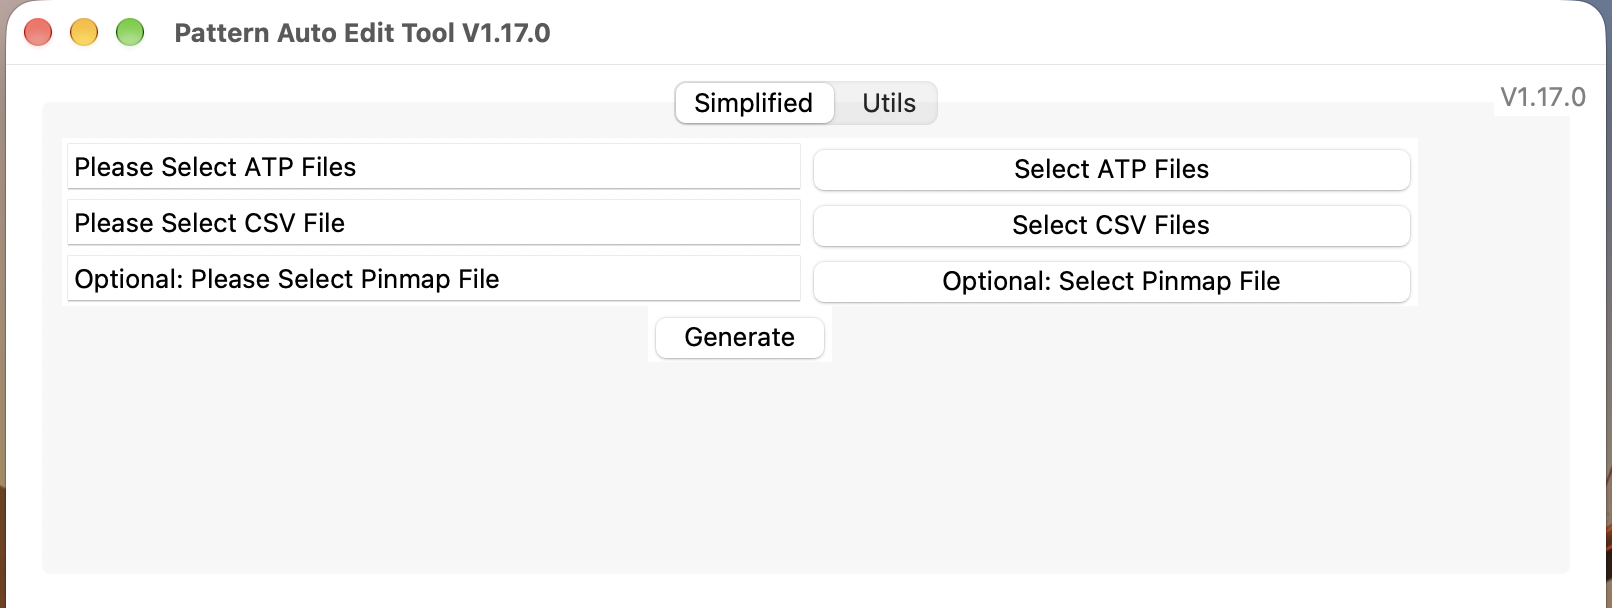 Pattern Auto Edit Tool V1.17.0
Simplified Utils
V1.17.0
Please Select ATP Files Select ATP Files
Please Select CSV File Select CSV Files
Optional: Please Select Pinmap File Optional: Select Pinmap File
Generate